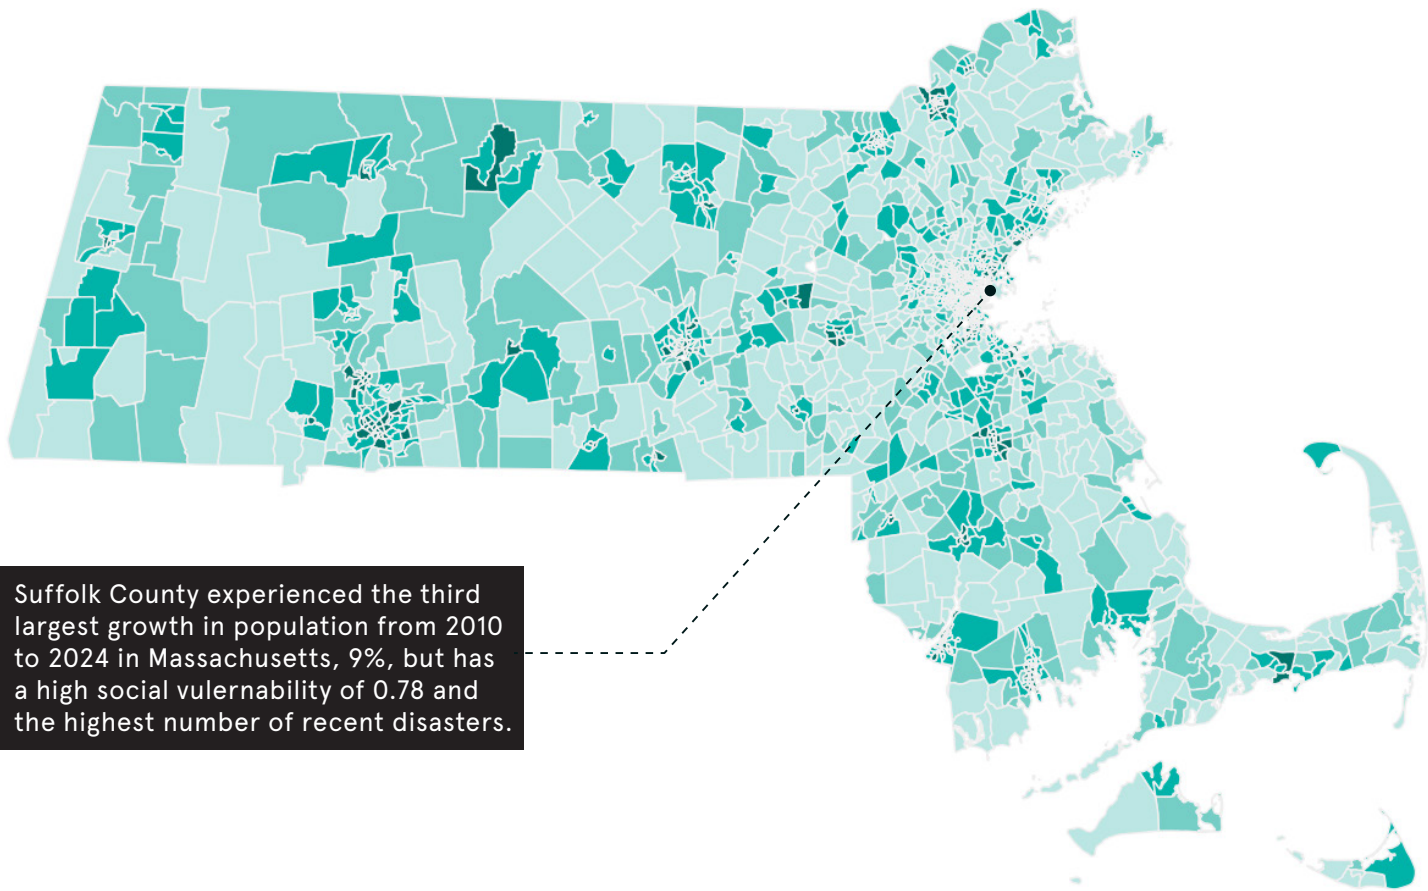 Suffolk County experienced the third
largest growth in population from 2010
to 2024 in Massachusetts, 9%, but has
a high social vulernability of 0.78 and
the highest number of recent disasters.